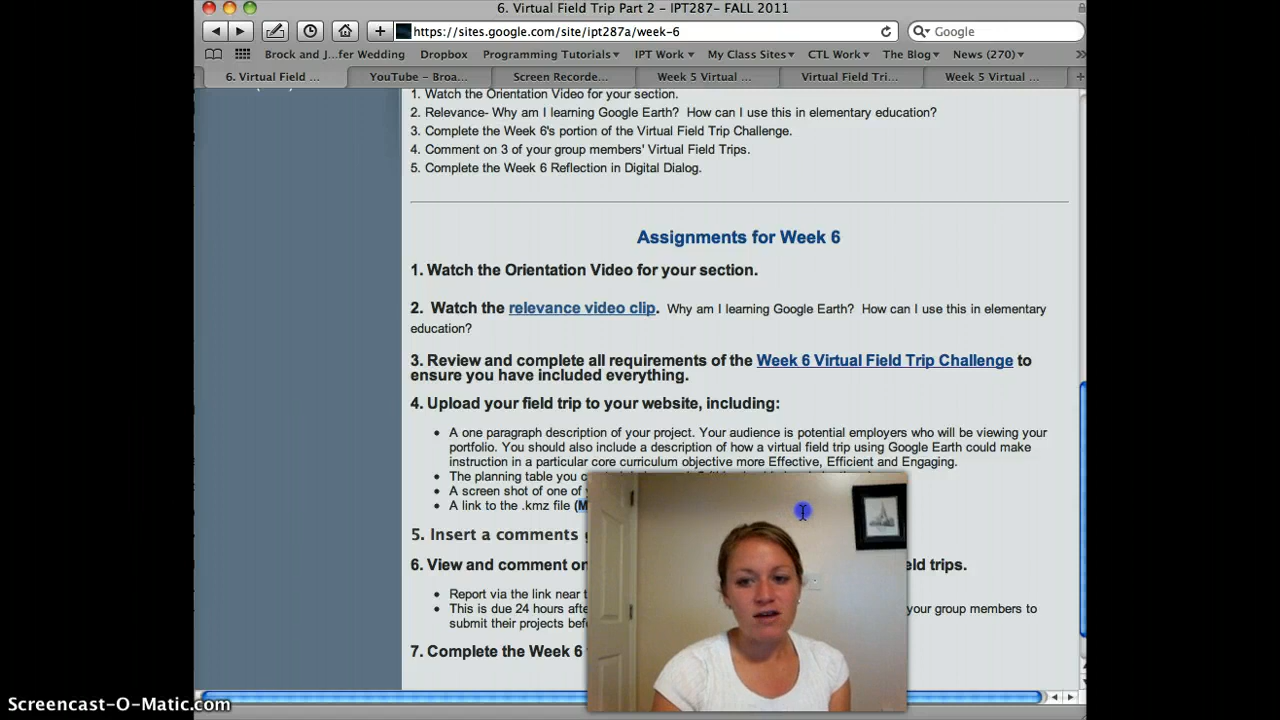 6. Virtual Field Trip Part 2 – IPT287– FALL 2011
https://sites.google.com/site/ipt287a/week-6
Google
Brock and J...fer Wedding Dropbox Programming Tutorials IPT Work My Class Sites CTL Work The Blog News (270)
6. Virtual Field ... YouTube – Broa... Screen Recorde... Week 5 Virtual ... Virtual Field Tri... Week 5 Virtual ...
1. Watch the Orientation Video for your section.
2. Relevance- Why am I learning Google Earth? How can I use this in elementary education?
3. Complete the Week 6's portion of the Virtual Field Trip Challenge.
4. Comment on 3 of your group members' Virtual Field Trips.
5. Complete the Week 6 Reflection in Digital Dialog.
Assignments for Week 6
1. Watch the Orientation Video for your section.
2. Watch the relevance video clip. Why am I learning Google Earth? How can I use this in elementary
education?
3. Review and complete all requirements of the Week 6 Virtual Field Trip Challenge to
ensure you have included everything.
4. Upload your field trip to your website, including:
A one paragraph description of your project. Your audience is potential employers who will be viewing your
portfolio. You should also include a description of how a virtual field trip using Google Earth could make
instruction in a particular core curriculum objective more Effective, Efficient and Engaging.
The planning table you
A screen shot of one of
A link to the .kmz file (M
5. Insert a comments
6. View and comment on eld trips.
Report via the link near
This is due 24 hours your group members to
submit their projects
7. Complete the Week 6
Screencast-O-Matic.com